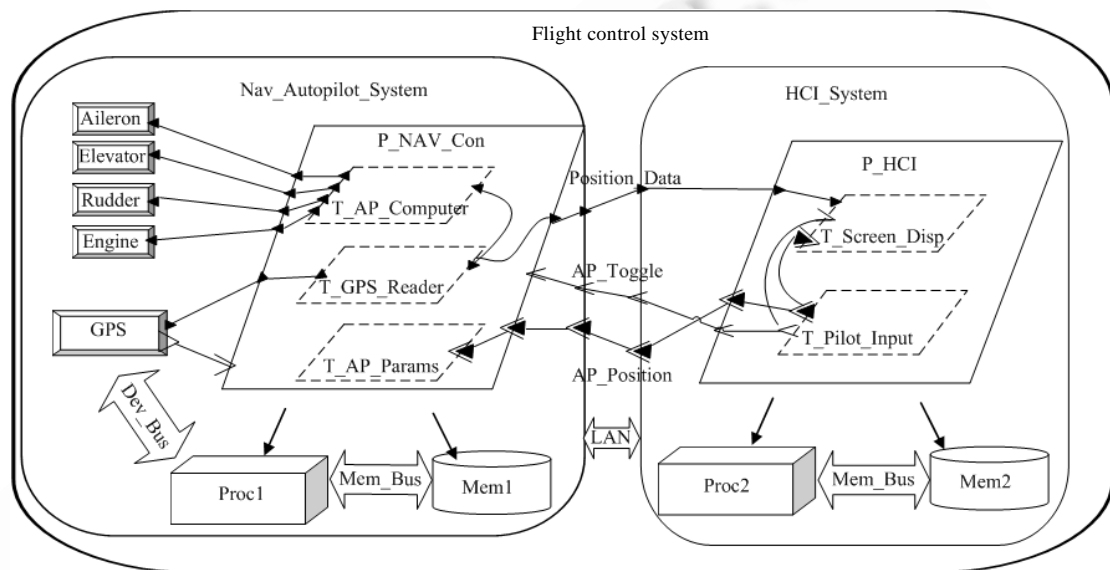 Flight control system
Nav_Autopilot_System
HCI_System
Aileron
Elevator
Rudder
Engine
GPS
P_NAV_Con
T_AP_Computer
T_GPS_Reader
T_AP_Params
Position_Data
AP_Toggle
AP_Position
P_HCI
T_Screen_Disp
T_Pilot_Input
Dev_Bus
LAN
Proc1
Mem_Bus
Mem1
Proc2
Mem_Bus
Mem2